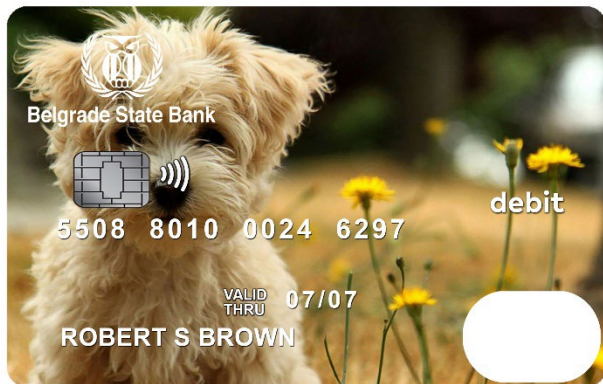 Belgrade State Bank
debit
5508 8010 0024 6297
VALID THRU 07/07
ROBERT S BROWN